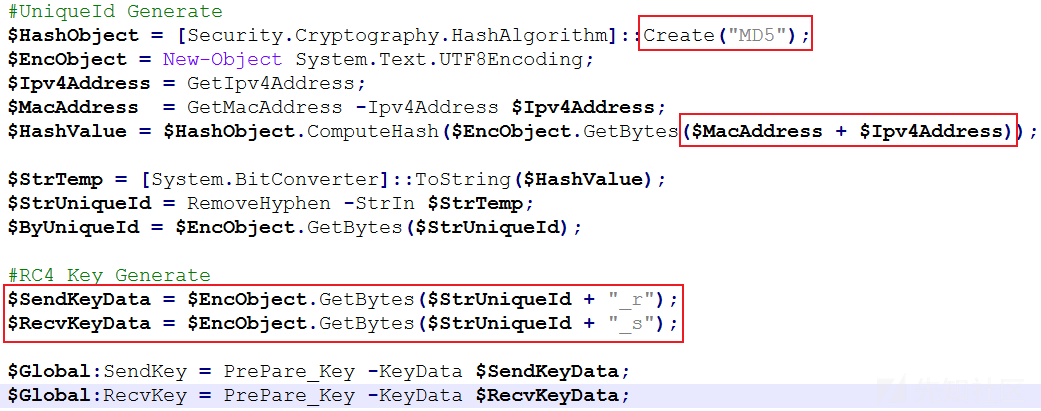 #UniqueId Generate
$HashObject = [Security.Cryptography.HashAlgorithm]::Create("MD5");
$EncObject = New-Object System.Text.UTF8Encoding;
$Ipv4Address = GetIpv4Address;
$MacAddress  = GetMacAddress -Ipv4Address $Ipv4Address;
$HashValue = $HashObject.ComputeHash($EncObject.GetBytes($MacAddress + $Ipv4Address));
$StrTemp = [System.BitConverter]::ToString($HashValue);
$StrUniqueId = RemoveHyphen -StrIn $StrTemp;
$ByUniqueId = $EncObject.GetBytes($StrUniqueId);
#RC4 Key Generate
$SendKeyData = $EncObject.GetBytes($StrUniqueId + "_r");
$RecvKeyData = $EncObject.GetBytes($StrUniqueId + "_s");
$Global:SendKey = PrePare_Key -KeyData $SendKeyData;
$Global:RecvKey = PrePare_Key -KeyData $RecvKeyData;